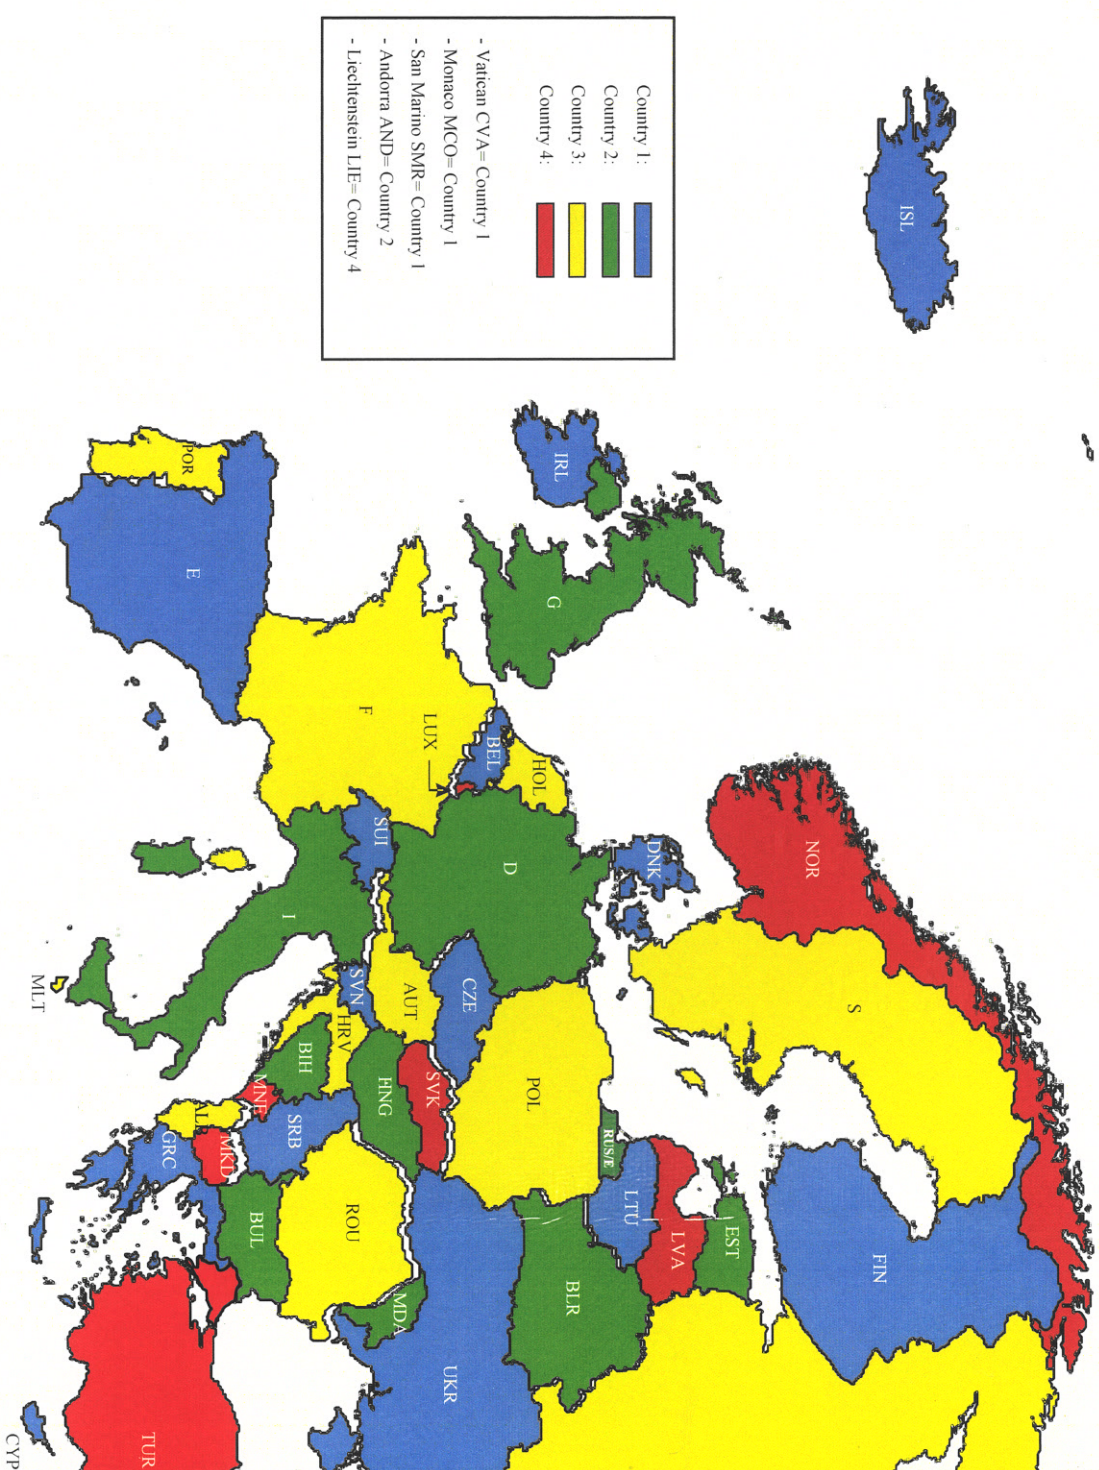 Country 1:
Country 2:
Country 3:
Country 4:
- Vatican CVA= Country 1
- Monaco MCO= Country 1
- San Marino SMR= Country 1
- Andorra AND= Country 2
- Liechtenstein LIE= Country 4
ISL
NOR
S
FIN
IRL
G
DNK
EST
LVA
LTU
RUS/E
BLR
HOL
BEL
LUX
D
POL
CZE
SVK
UKR
F
SUI
AUT
HNG
MDA
ROU
SVN
HRV
BIH
SRB
I
POR
E
MNE
BUL
MKD
GRC
TUR
MLT
CYP